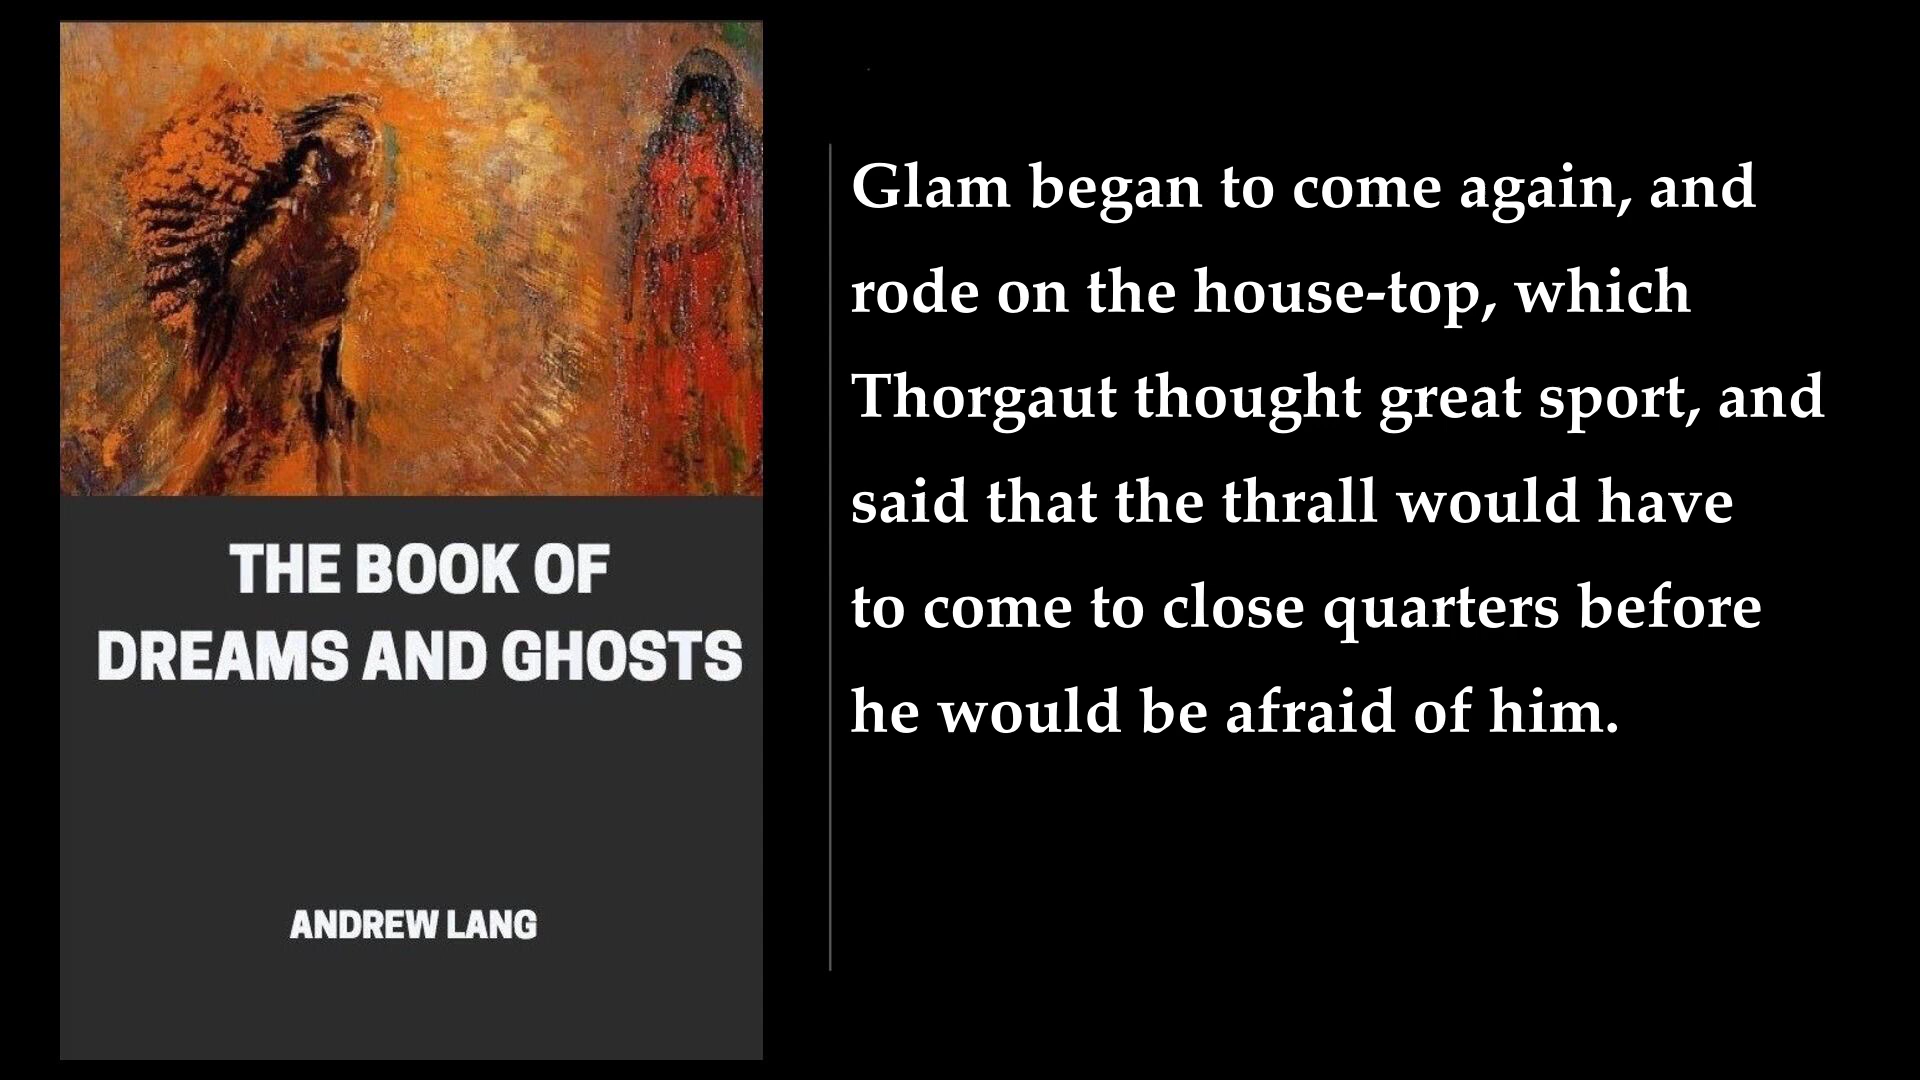 THE BOOK OF
DREAMS AND GHOSTS
ANDREW LANG
Glam began to come again, and
rode on the house-top, which
Thorgaut thought great sport, and
said that the thrall would have
to come to close quarters before
he would be afraid of him.